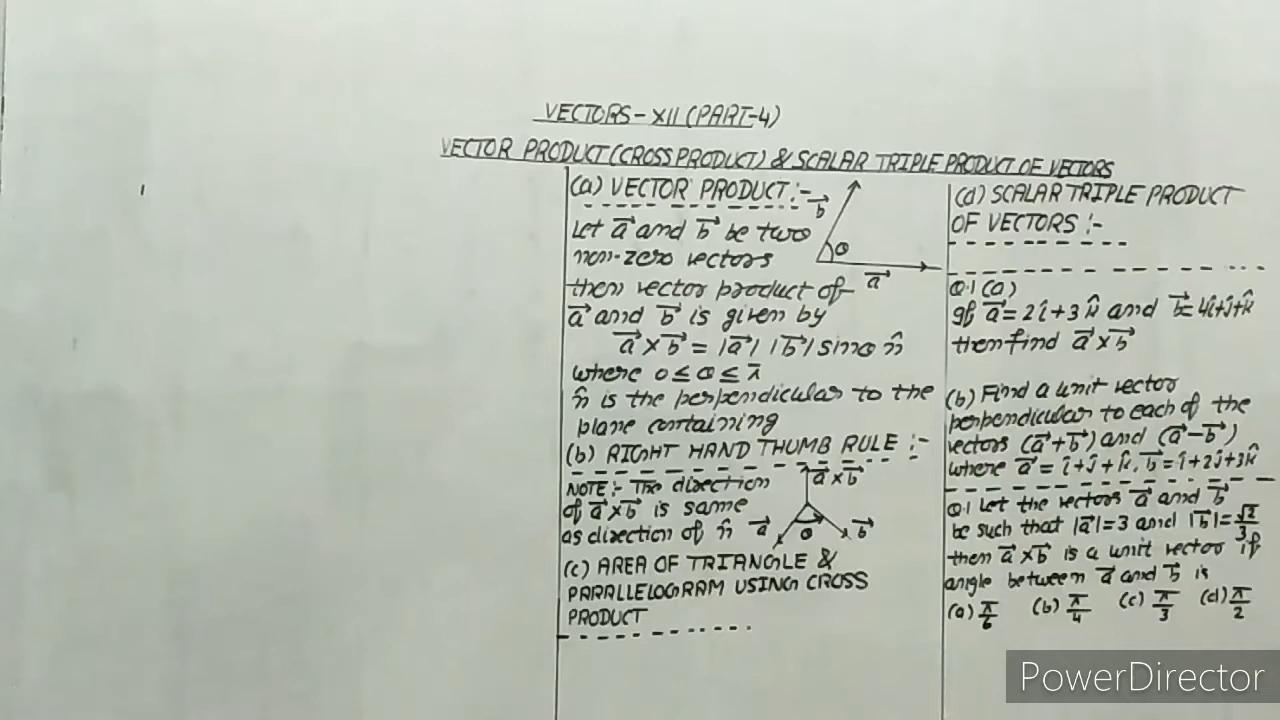 VECTORS - XII (PART-4)
VECTOR PRODUCT (CROSS PRODUCT) & SCALAR TRIPLE PRODUCT OF VECTORS
(a) VECTOR PRODUCT :-
b⃗
Let a⃗ and b⃗ be two
θ
non-zero vectors
a⃗
then vector product of
a⃗ and b⃗ is given by
a⃗ × b⃗ = |a⃗| |b⃗| sinθ n̂
where 0 ≤ θ ≤ π
n̂ is the perpendicular to the
plane containing
(b) RIGHT HAND THUMB RULE :-
NOTE :- The direction
a⃗ × b⃗
of a⃗ × b⃗ is same
as direction of n̂
a⃗
θ
b⃗
(c) AREA OF TRIANGLE &
PARALLELOGRAM USING CROSS
PRODUCT
(d) SCALAR TRIPLE PRODUCT
OF VECTORS :-
Q.1 (a)
If a⃗ = 2î + 3k̂ and b⃗ = 4î + ĵ + k̂
then find a⃗ × b⃗
(b) Find a unit vector
perpendicular to each of the
vectors (a⃗ + b⃗) and (a⃗ - b⃗)
where a⃗ = î + ĵ + k̂, b⃗ = î + 2ĵ + 3k̂
Q.1 Let the vectors a⃗ and b⃗
be such that |a⃗| = 3 and |b⃗| = √2/3
then a⃗ × b⃗ is a unit vector if
angle between a⃗ and b⃗ is
(a) π/6 (b) π/4 (c) π/3 (d) π/2
PowerDirector